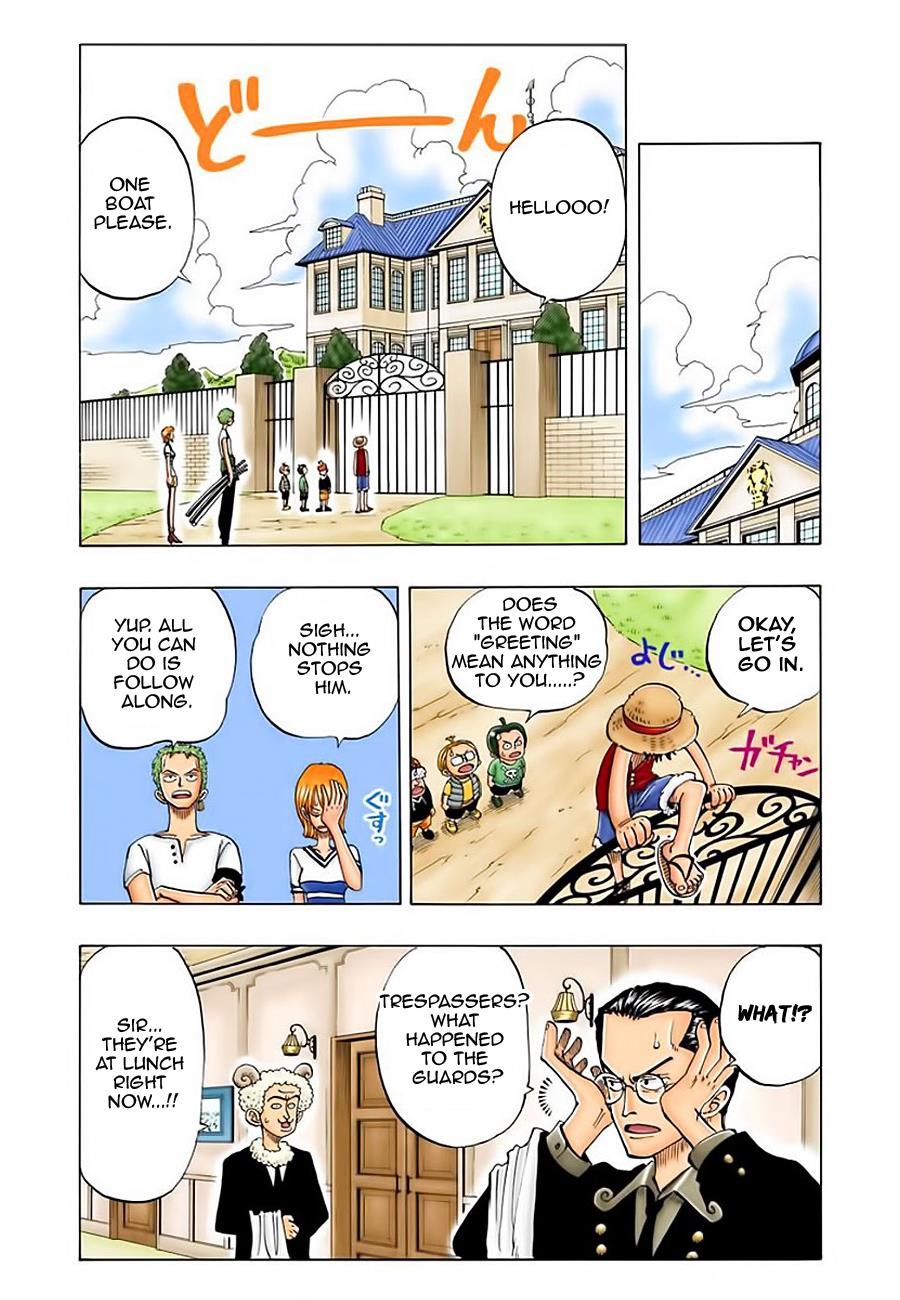 HELLOOO!
どーん
ONE
BOAT
PLEASE.
OKAY,
LET'S
GO IN.
よじ...
ガチャン
DOES
THE WORD
"GREETING"
MEAN ANYTHING
TO YOU.....?
SIGH...
NOTHING
STOPS
HIM.
ぐすっ
YUP. ALL
YOU CAN
DO IS
FOLLOW
ALONG.
WHAT!?
TRESPASSERS?
WHAT
HAPPENED
TO THE
GUARDS?
SIR...
THEY'RE
AT LUNCH
RIGHT
NOW...!!